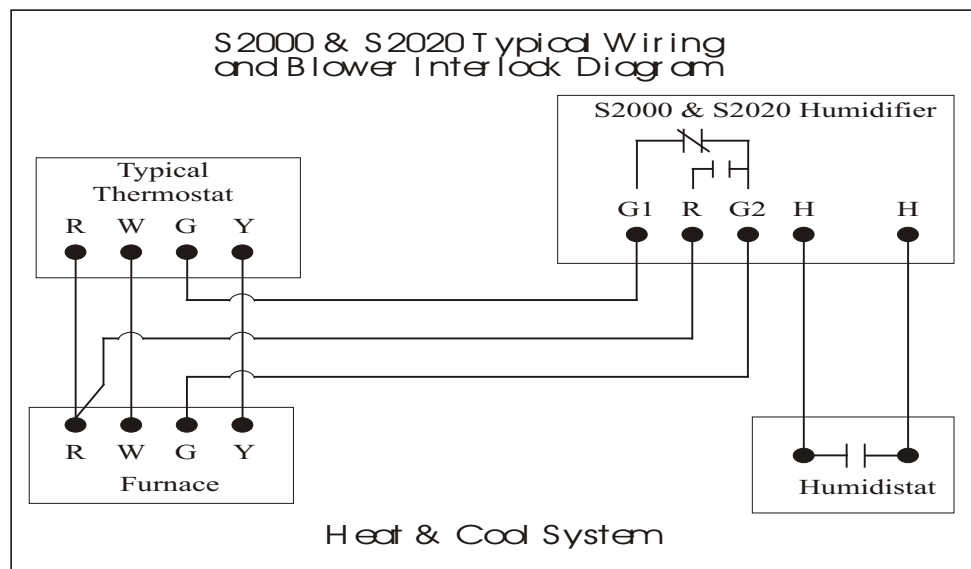 S2000 & S2020 Typical Wiring
and Blower Interlock Diagram
S2000 & S2020 Humidifier
G1 R G2 H H
Typical
Thermostat
R W G Y
R W G Y
Furnace
Humidistat
Heat & Cool System